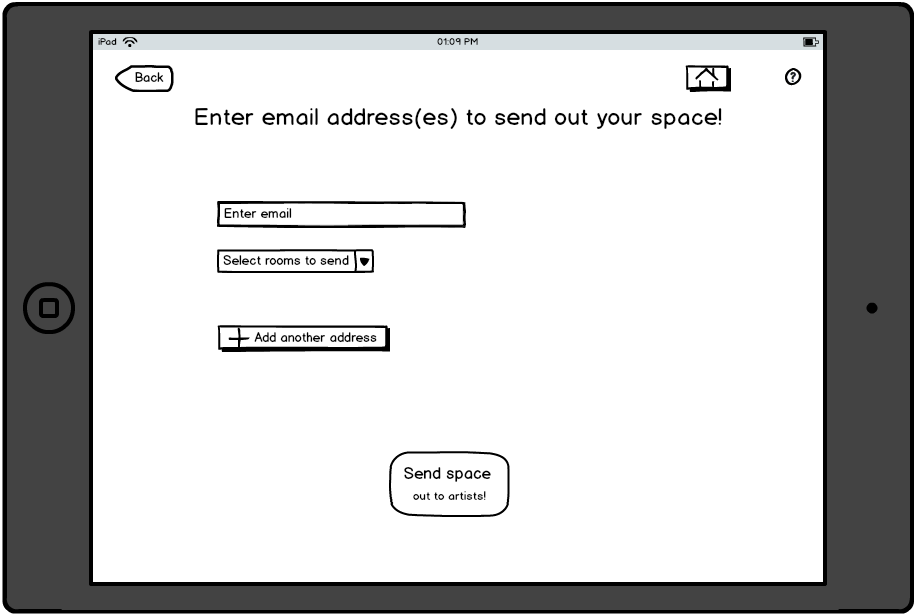 iPad 01:09 PM
Back ?
Enter email address(es) to send out your space!
Enter email
Select rooms to send
Add another address
Send space
out to artists!